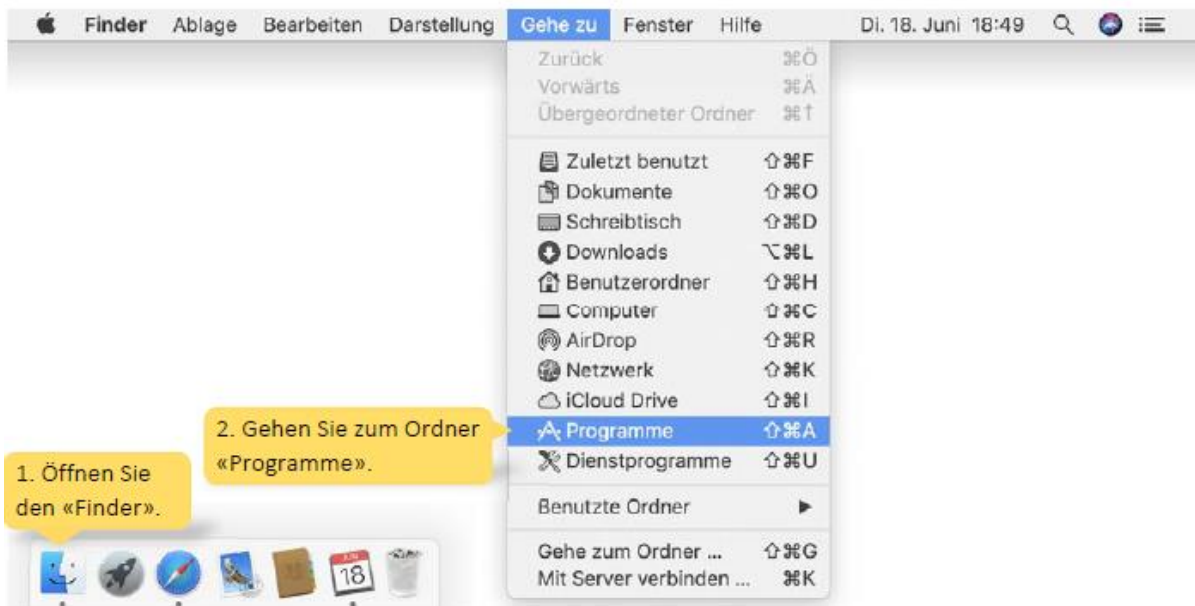 Finder Ablage Bearbeiten Darstellung Gehe zu Fenster Hilfe Di. 18. Juni 18:49
Zurück ⌘Ö
Vorwärts ⌘Ä
Übergeordneter Ordner ⌘↑
Zuletzt benutzt ⇧⌘F
Dokumente ⇧⌘O
Schreibtisch ⇧⌘D
Downloads ⌥⌘L
Benutzerordner ⇧⌘H
Computer ⇧⌘C
AirDrop ⇧⌘R
Netzwerk ⇧⌘K
iCloud Drive ⇧⌘I
Programme ⇧⌘A
Dienstprogramme ⇧⌘U
Benutzte Ordner ▶
Gehe zum Ordner ... ⇧⌘G
Mit Server verbinden ... ⌘K
2. Gehen Sie zum Ordner
«Programme».
1. Öffnen Sie
den «Finder».
JUN
18